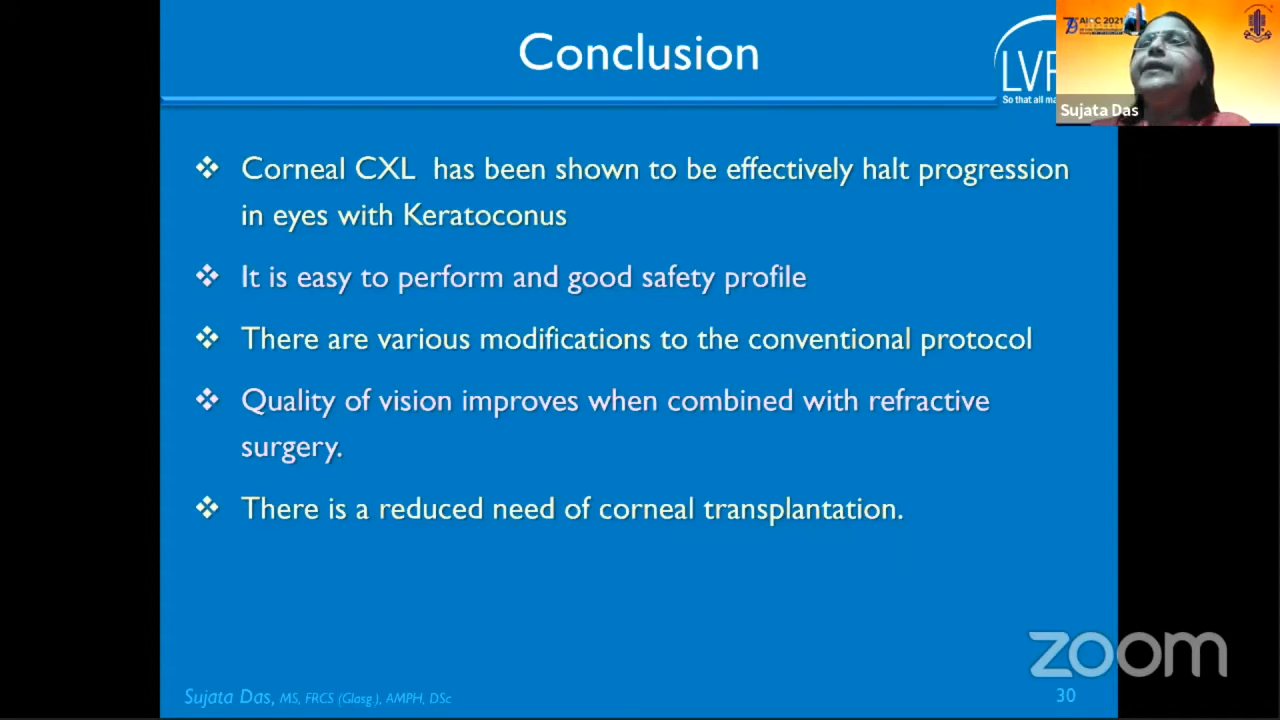 Conclusion
LVP
So that all ma
AIOC 2021
Sujata Das
❖ Corneal CXL has been shown to be effectively halt progression
in eyes with Keratoconus
❖ It is easy to perform and good safety profile
❖ There are various modifications to the conventional protocol
❖ Quality of vision improves when combined with refractive
surgery.
❖ There is a reduced need of corneal transplantation.
zoom
Sujata Das, MS, FRCS (Glasg.), AMPH, DSc
30